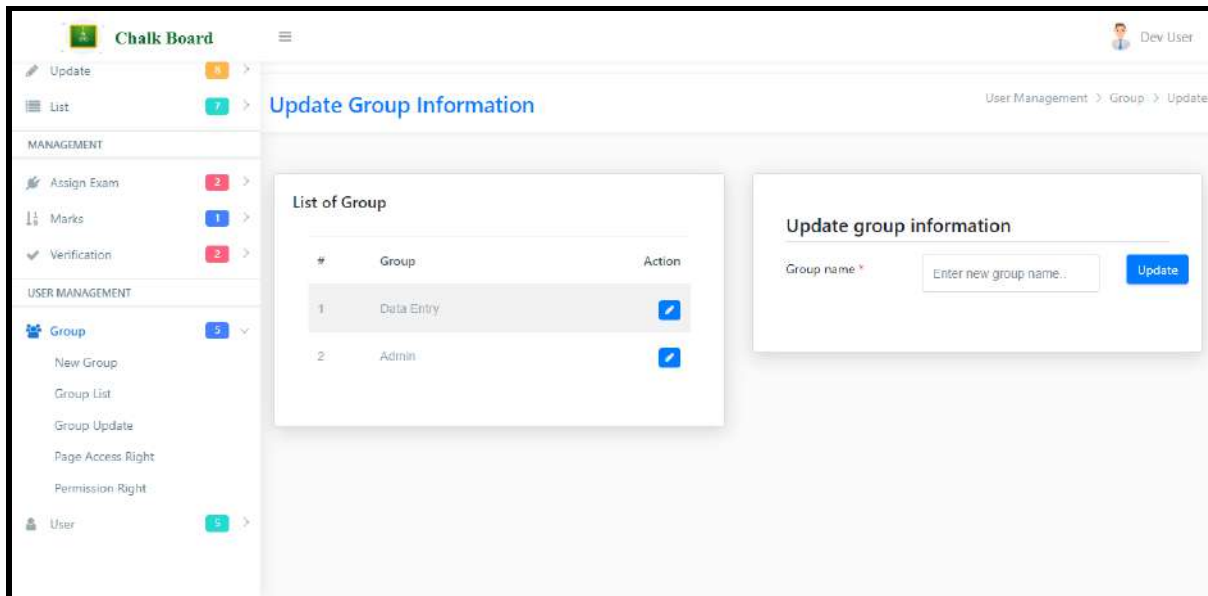 Chalk Board
Dev User
Update 6
List 7
MANAGEMENT
Assign Exam 2
Marks 1
Verification 2
USER MANAGEMENT
Group 5
New Group
Group List
Group Update
Page Access Right
Permission Right
User 5
Update Group Information
User Management > Group > Update
List of Group
# Group Action
1 Data Entry
2 Admin
Update group information
Group name * Enter new group name.. Update